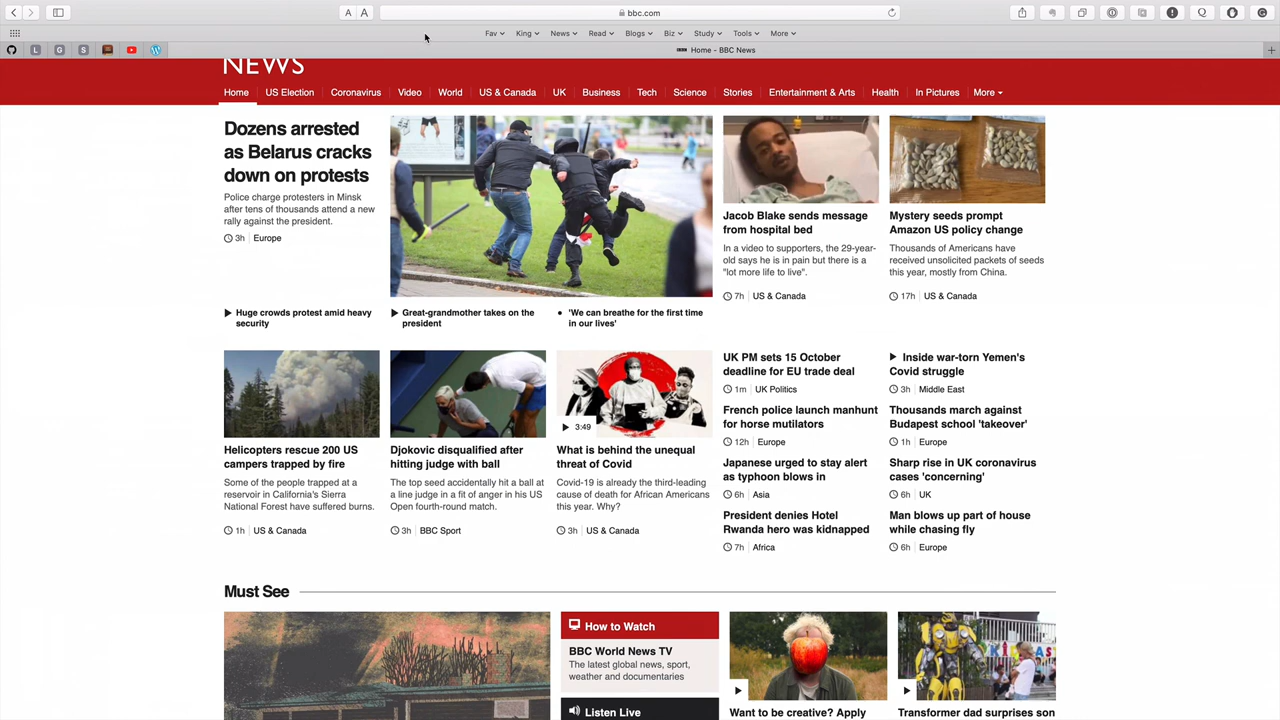 A A
bbc.com
Fav King News Read Blogs Biz Study Tools More
L G S
Home - BBC News
NEWS
Home US Election Coronavirus Video World US & Canada UK Business Tech Science Stories Entertainment & Arts Health In Pictures More
Dozens arrested
as Belarus cracks
down on protests
Police charge protesters in Minsk
after tens of thousands attend a new
rally against the president.
3h Europe
Jacob Blake sends message
from hospital bed
In a video to supporters, the 29-year-
old says he is in pain but there is a
"lot more life to live".
7h US & Canada
Mystery seeds prompt
Amazon US policy change
Thousands of Americans have
received unsolicited packets of seeds
this year, mostly from China.
17h US & Canada
Huge crowds protest amid heavy
security
Great-grandmother takes on the
president
'We can breathe for the first time
in our lives'
Helicopters rescue 200 US
campers trapped by fire
Some of the people trapped at a
reservoir in California's Sierra
National Forest have suffered burns.
1h US & Canada
Djokovic disqualified after
hitting judge with ball
The top seed accidentally hit a ball at
a line judge in a fit of anger in his US
Open fourth-round match.
3h BBC Sport
3:49
What is behind the unequal
threat of Covid
Covid-19 is already the third-leading
cause of death for African Americans
this year. Why?
3h US & Canada
UK PM sets 15 October
deadline for EU trade deal
1m UK Politics
French police launch manhunt
for horse mutilators
12h Europe
Japanese urged to stay alert
as typhoon blows in
6h Asia
President denies Hotel
Rwanda hero was kidnapped
7h Africa
Inside war-torn Yemen's
Covid struggle
3h Middle East
Thousands march against
Budapest school 'takeover'
1h Europe
Sharp rise in UK coronavirus
cases 'concerning'
6h UK
Man blows up part of house
while chasing fly
6h Europe
Must See
How to Watch
BBC World News TV
The latest global news, sport,
weather and documentaries
Listen Live
Want to be creative? Apply
Transformer dad surprises son